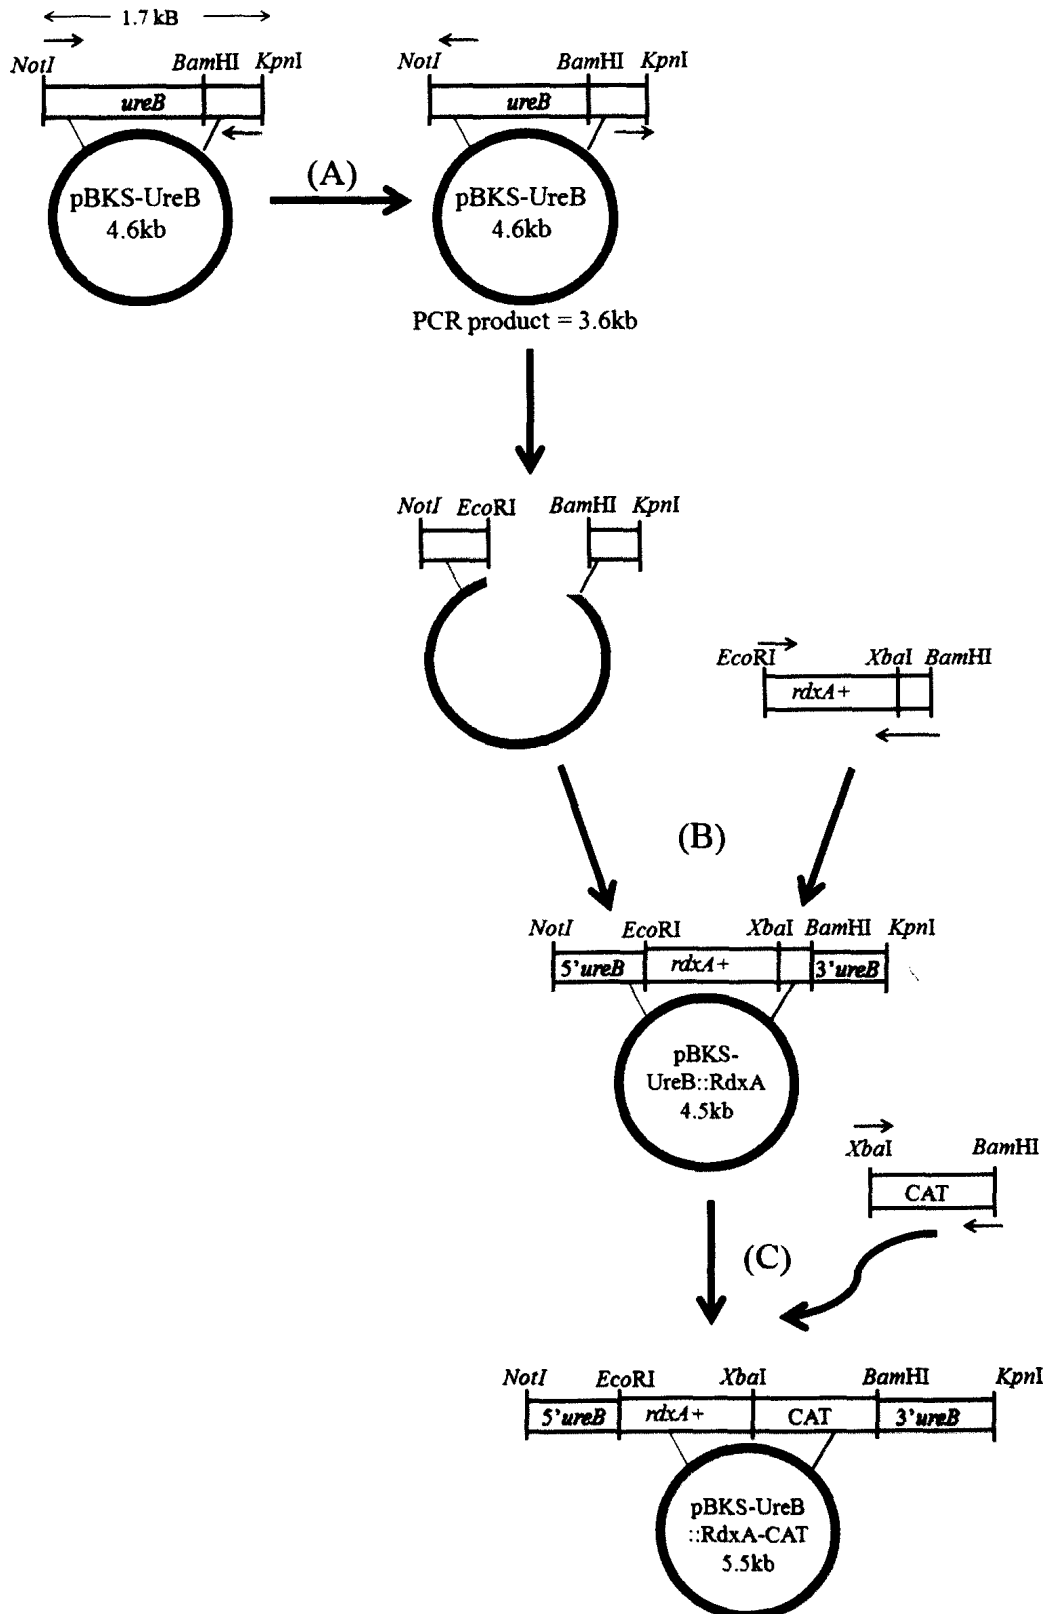 1.7 kB
NotI BamHI KpnI
ureB
pBKS-UreB
4.6kb
(A)
NotI BamHI KpnI
ureB
pBKS-UreB
4.6kb
PCR product = 3.6kb
NotI EcoRI BamHI KpnI
EcoRI XbaI BamHI
rdxA+
(B)
NotI EcoRI XbaI BamHI KpnI
5'ureB rdxA+ 3'ureB
pBKS-
UreB::RdxA
4.5kb
XbaI BamHI
CAT
(C)
NotI EcoRI XbaI BamHI KpnI
5'ureB rdxA+ CAT 3'ureB
pBKS-UreB
::RdxA-CAT
5.5kb